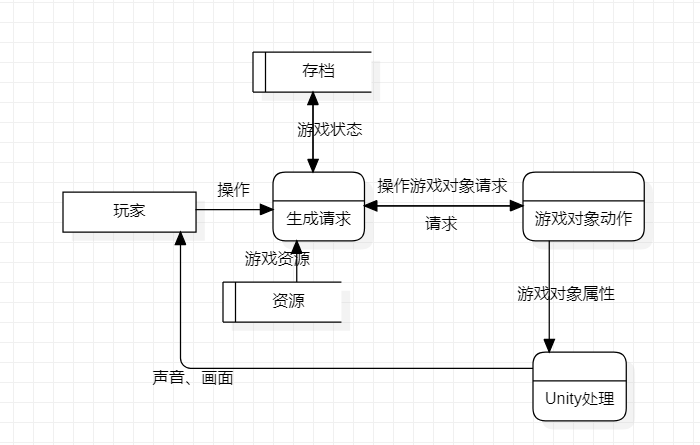 存档
游戏状态
操作
操作游戏对象请求
玩家
生成请求
请求
游戏对象动作
游戏资源
资源
游戏对象属性
声音、画面
Unity处理